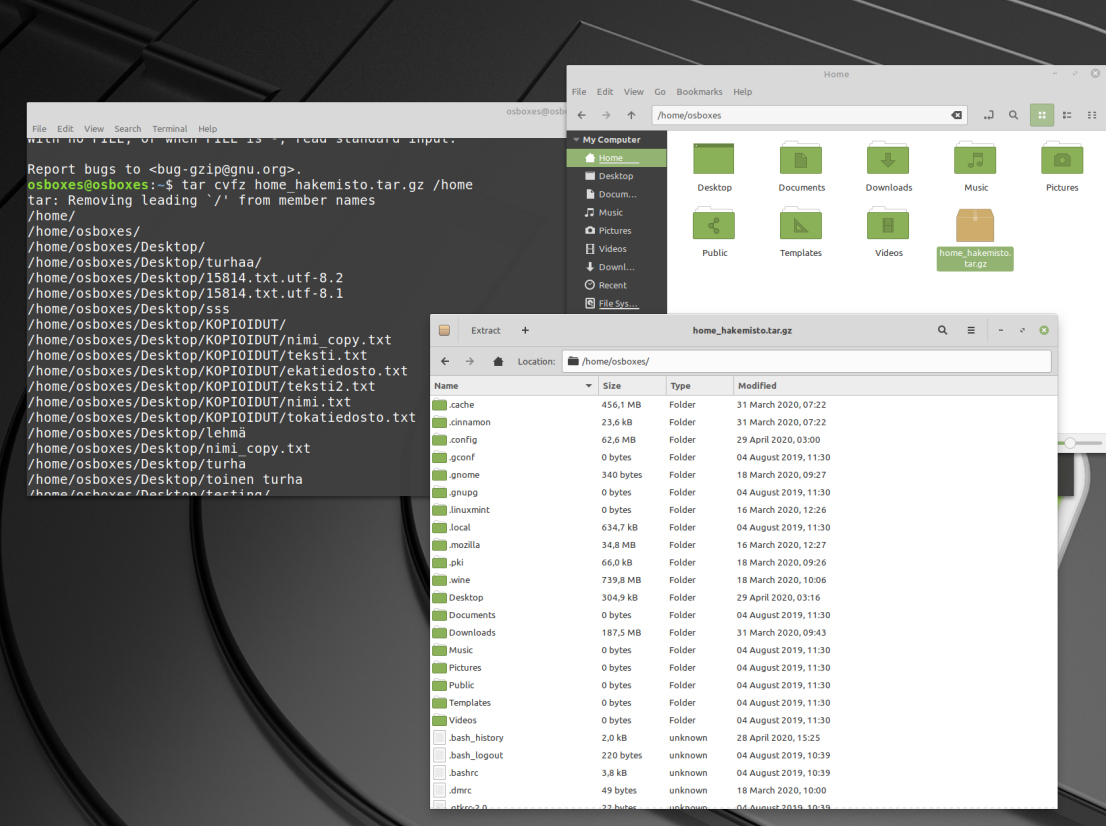 osboxes@osb
File Edit View Search Terminal Help
With no FILE, or when FILE is -, read standard input.
Report bugs to <bug-gzip@gnu.org>.
osboxes@osboxes:~$ tar cvfz home_hakemisto.tar.gz /home
tar: Removing leading `/' from member names
/home/
/home/osboxes/
/home/osboxes/Desktop/
/home/osboxes/Desktop/turhaa/
/home/osboxes/Desktop/15814.txt.utf-8.2
/home/osboxes/Desktop/15814.txt.utf-8.1
/home/osboxes/Desktop/sss
/home/osboxes/Desktop/KOPIOIDUT/
/home/osboxes/Desktop/KOPIOIDUT/nimi_copy.txt
/home/osboxes/Desktop/KOPIOIDUT/teksti.txt
/home/osboxes/Desktop/KOPIOIDUT/ekatiedosto.txt
/home/osboxes/Desktop/KOPIOIDUT/teksti2.txt
/home/osboxes/Desktop/KOPIOIDUT/nimi.txt
/home/osboxes/Desktop/KOPIOIDUT/tokatiedosto.txt
/home/osboxes/Desktop/lehmä
/home/osboxes/Desktop/nimi_copy.txt
/home/osboxes/Desktop/turha
/home/osboxes/Desktop/toinen turha
/home/osboxes/Desktop/testing/
Home
File Edit View Go Bookmarks Help
/home/osboxes
My Computer
Home
Desktop
Docum...
Music
Pictures
Videos
Downl...
Recent
File Sys...
Desktop Documents Downloads Music Pictures
Public Templates Videos home_hakemisto.
tar.gz
Extract + home_hakemisto.tar.gz
Location: /home/osboxes/
Name Size Type Modified
.cache 456,1 MB Folder 31 March 2020, 07:22
.cinnamon 23,6 kB Folder 31 March 2020, 07:22
.config 62,6 MB Folder 29 April 2020, 03:00
.gconf 0 bytes Folder 04 August 2019, 11:30
.gnome 340 bytes Folder 18 March 2020, 09:27
.gnupg 0 bytes Folder 04 August 2019, 11:30
.linuxmint 0 bytes Folder 16 March 2020, 12:26
.local 634,7 kB Folder 04 August 2019, 11:30
.mozilla 34,8 MB Folder 16 March 2020, 12:27
.pki 66,0 kB Folder 18 March 2020, 09:26
.wine 739,8 MB Folder 18 March 2020, 10:06
Desktop 304,9 kB Folder 29 April 2020, 03:16
Documents 0 bytes Folder 04 August 2019, 11:30
Downloads 187,5 MB Folder 31 March 2020, 09:43
Music 0 bytes Folder 04 August 2019, 11:30
Pictures 0 bytes Folder 04 August 2019, 11:30
Public 0 bytes Folder 04 August 2019, 11:30
Templates 0 bytes Folder 04 August 2019, 11:30
Videos 0 bytes Folder 04 August 2019, 11:30
.bash_history 2,0 kB unknown 28 April 2020, 15:25
.bash_logout 220 bytes unknown 04 August 2019, 10:39
.bashrc 3,8 kB unknown 04 August 2019, 10:39
.dmrc 49 bytes unknown 18 March 2020, 10:00
.gtkrc-2.0 22 bytes unknown 04 August 2019, 10:39